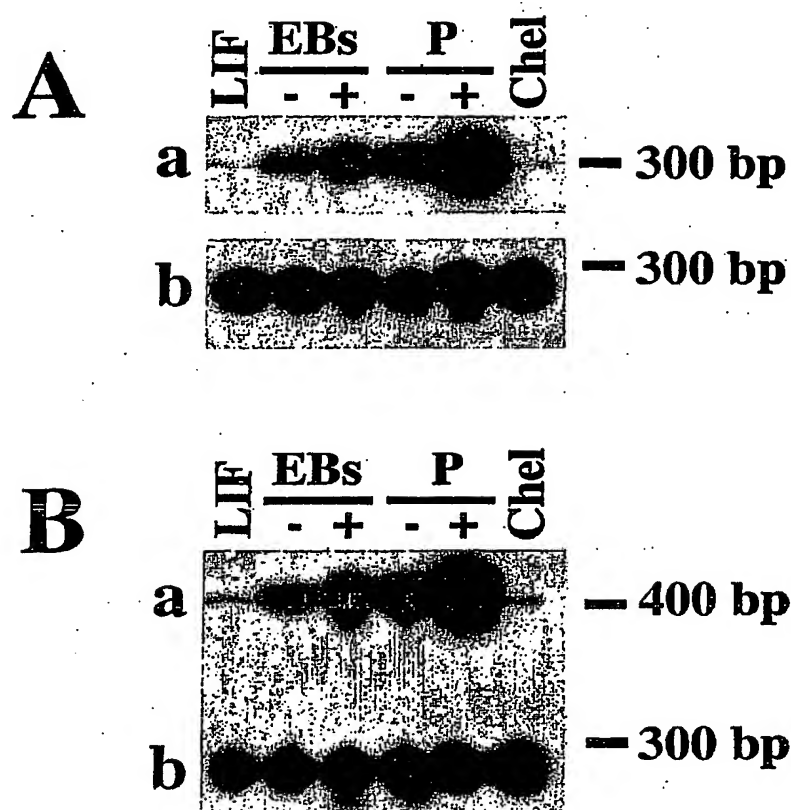 A
LIF EBs P Chel
- + - +
a
300 bp
b
300 bp
B
LIF EBs P Chel
- + - +
a
400 bp
b
300 bp